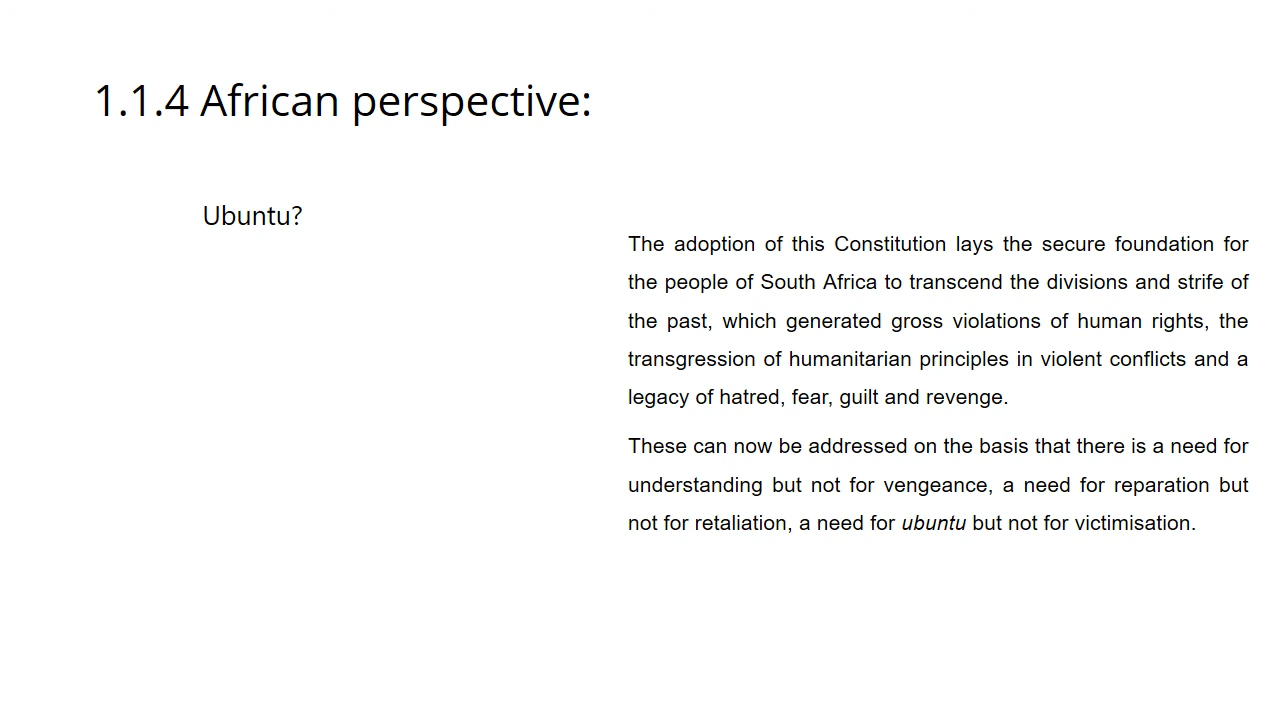 1.1.4 African perspective:
Ubuntu?
The adoption of this Constitution lays the secure foundation for
the people of South Africa to transcend the divisions and strife of
the past, which generated gross violations of human rights, the
transgression of humanitarian principles in violent conflicts and a
legacy of hatred, fear, guilt and revenge.
These can now be addressed on the basis that there is a need for
understanding but not for vengeance, a need for reparation but
not for retaliation, a need for ubuntu but not for victimisation.